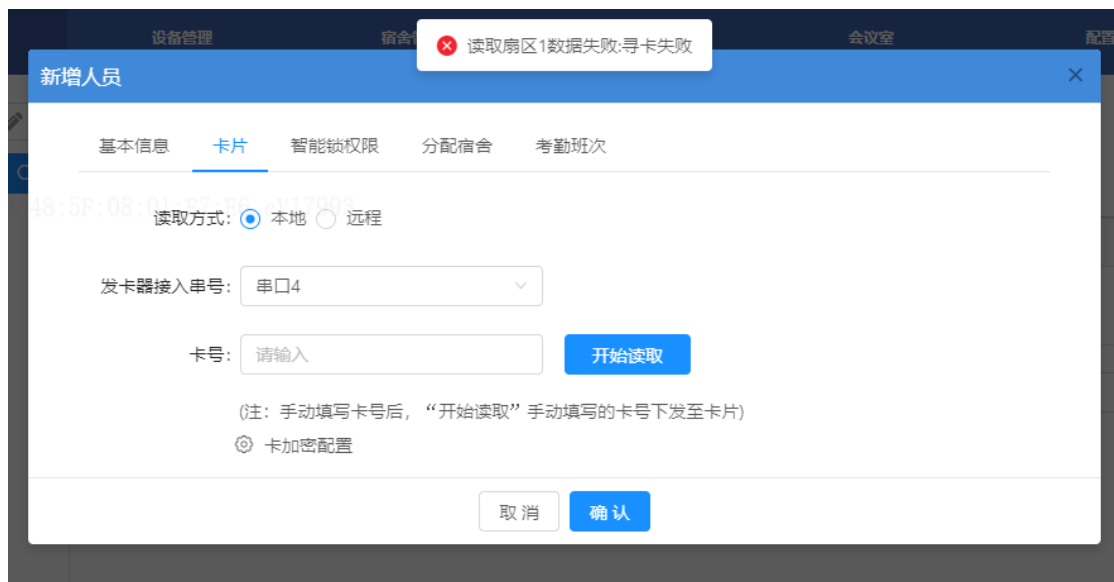 设备管理
会议室
配置
读取扇区1数据失败:寻卡失败
新增人员
基本信息 卡片 智能锁权限 分配宿舍 考勤班次
读取方式: 本地 远程
发卡器接入串号: 串口4
卡号: 请输入 开始读取
(注: 手动填写卡号后, “开始读取”手动填写的卡号下发至卡片)
卡加密配置
取 消 确 认